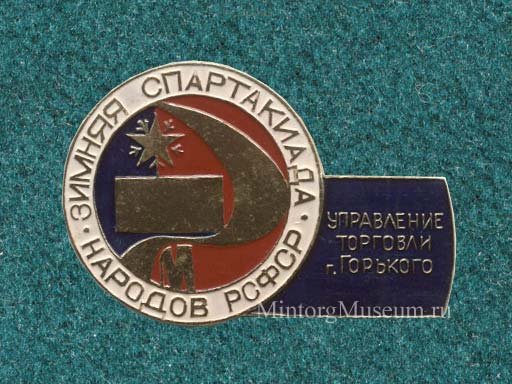 ЗИМНЯЯ СПАРТАКИАДА
НАРОДОВ РСФСР
М
УПРАВЛЕНИЕ
ТОРГОВЛИ
г. ГОРЬКОГО
MintorgMuseum.ru